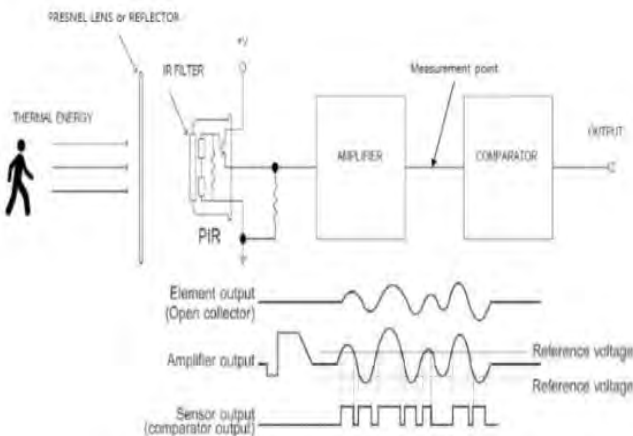 FRESNEL LENS or REFLECTOR
+V
IR FILTER
Measurement point
THERMAL ENERGY
OUTPUT
AMPLIFIER
COMPARATOR
PIR
Element output
(Open collector)
Amplifier output
Reference voltage
Reference voltage
Sensor output
(comparator output)